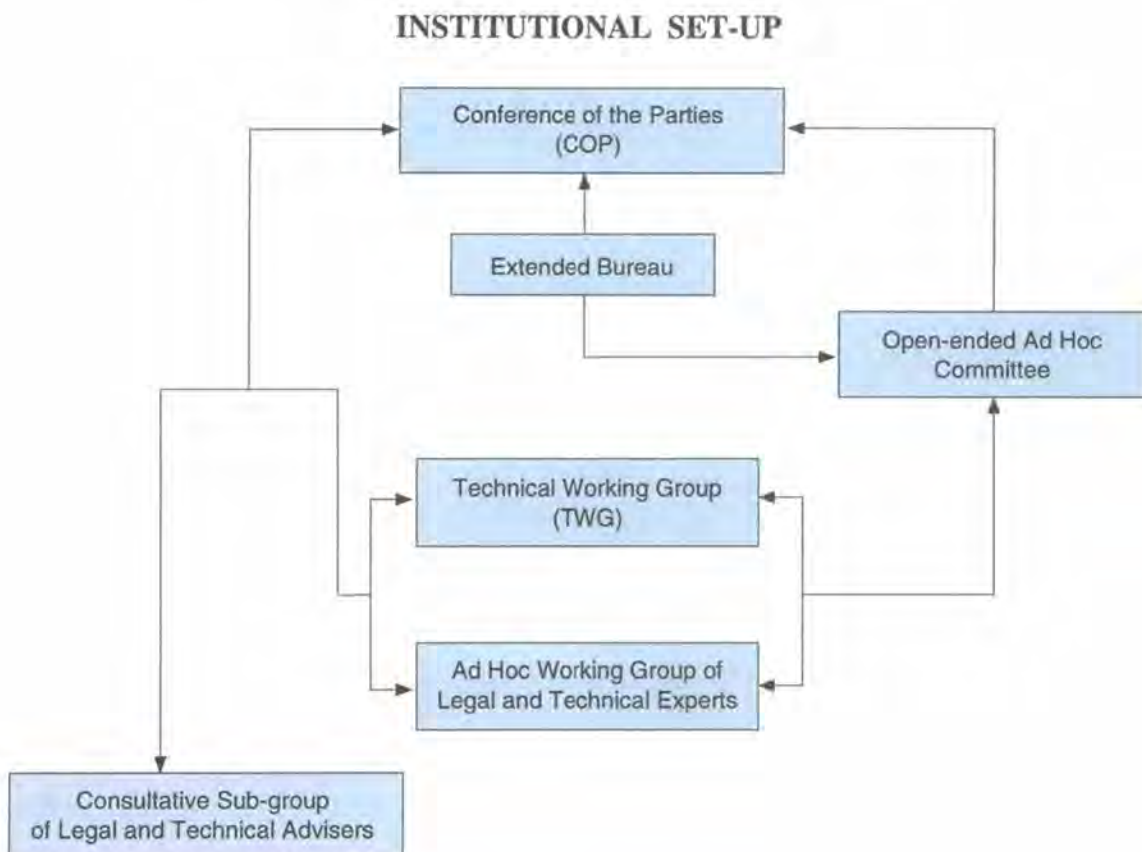 INSTITUTIONAL SET-UP
Conference of the Parties
(COP)
Extended Bureau
Open-ended Ad Hoc
Committee
Technical Working Group
(TWG)
Ad Hoc Working Group of
Legal and Technical Experts
Consultative Sub-group
of Legal and Technical Advisers